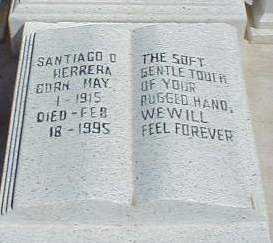 SANTIAGO O
HERRERA
BORN MAY
1 - 1915
DIED - FEB
18 - 1995
THE SOFT
GENTLE TOUCH
OF YOUR
RUGGED HAND,
WE WILL
FEEL FOREVER